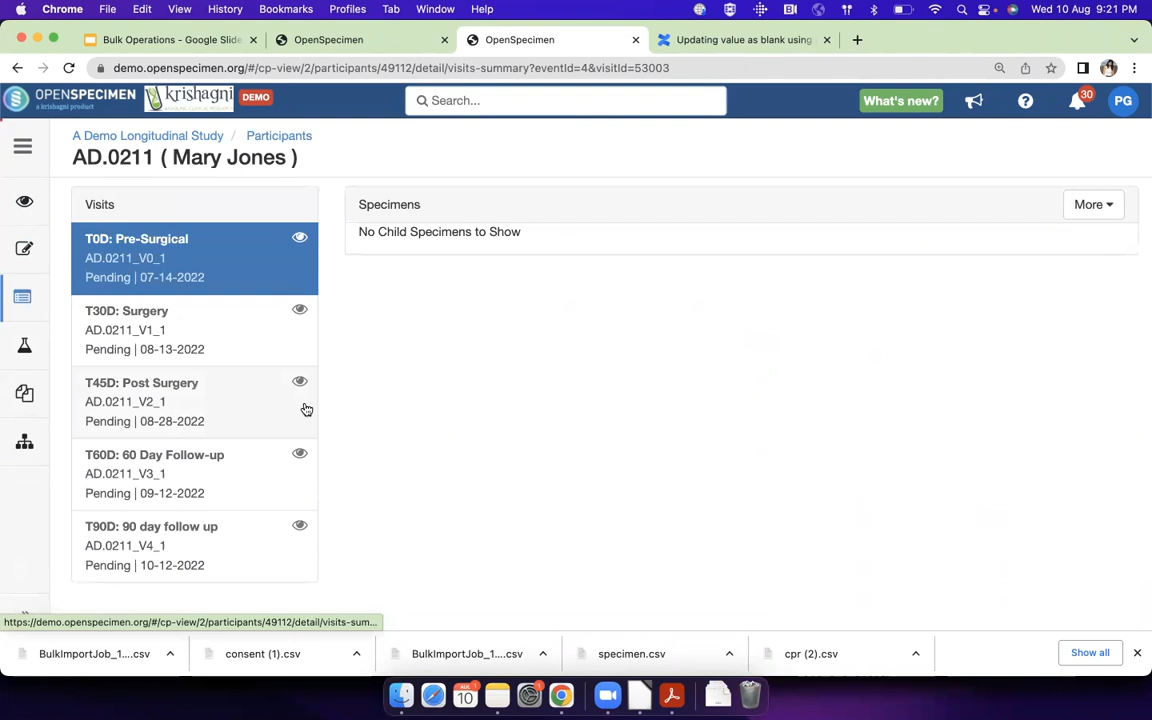 Chrome File Edit View History Bookmarks Profiles Tab Window Help Wed 10 Aug 9:21 PM
Bulk Operations - Google Slide × OpenSpecimen × OpenSpecimen × Updating value as blank using ×
demo.openspecimen.org/#/cp-view/2/participants/49112/detail/visits-summary?eventId=4&visitId=53003
OPENSPECIMEN
a krishagni product
krishagni
DEMO
Search...
What's new?
30
PG
A Demo Longitudinal Study / Participants
AD.0211 ( Mary Jones )
Visits
T0D: Pre-Surgical
AD.0211_V0_1
Pending | 07-14-2022
T30D: Surgery
AD.0211_V1_1
Pending | 08-13-2022
T45D: Post Surgery
AD.0211_V2_1
Pending | 08-28-2022
T60D: 60 Day Follow-up
AD.0211_V3_1
Pending | 09-12-2022
T90D: 90 day follow up
AD.0211_V4_1
Pending | 10-12-2022
Specimens
More
No Child Specimens to Show
https://demo.openspecimen.org/#/cp-view/2/participants/49112/detail/visits-sum...
BulkImportJob_1....csv consent (1).csv BulkImportJob_1....csv specimen.csv cpr (2).csv Show all
AUG
10
1
1